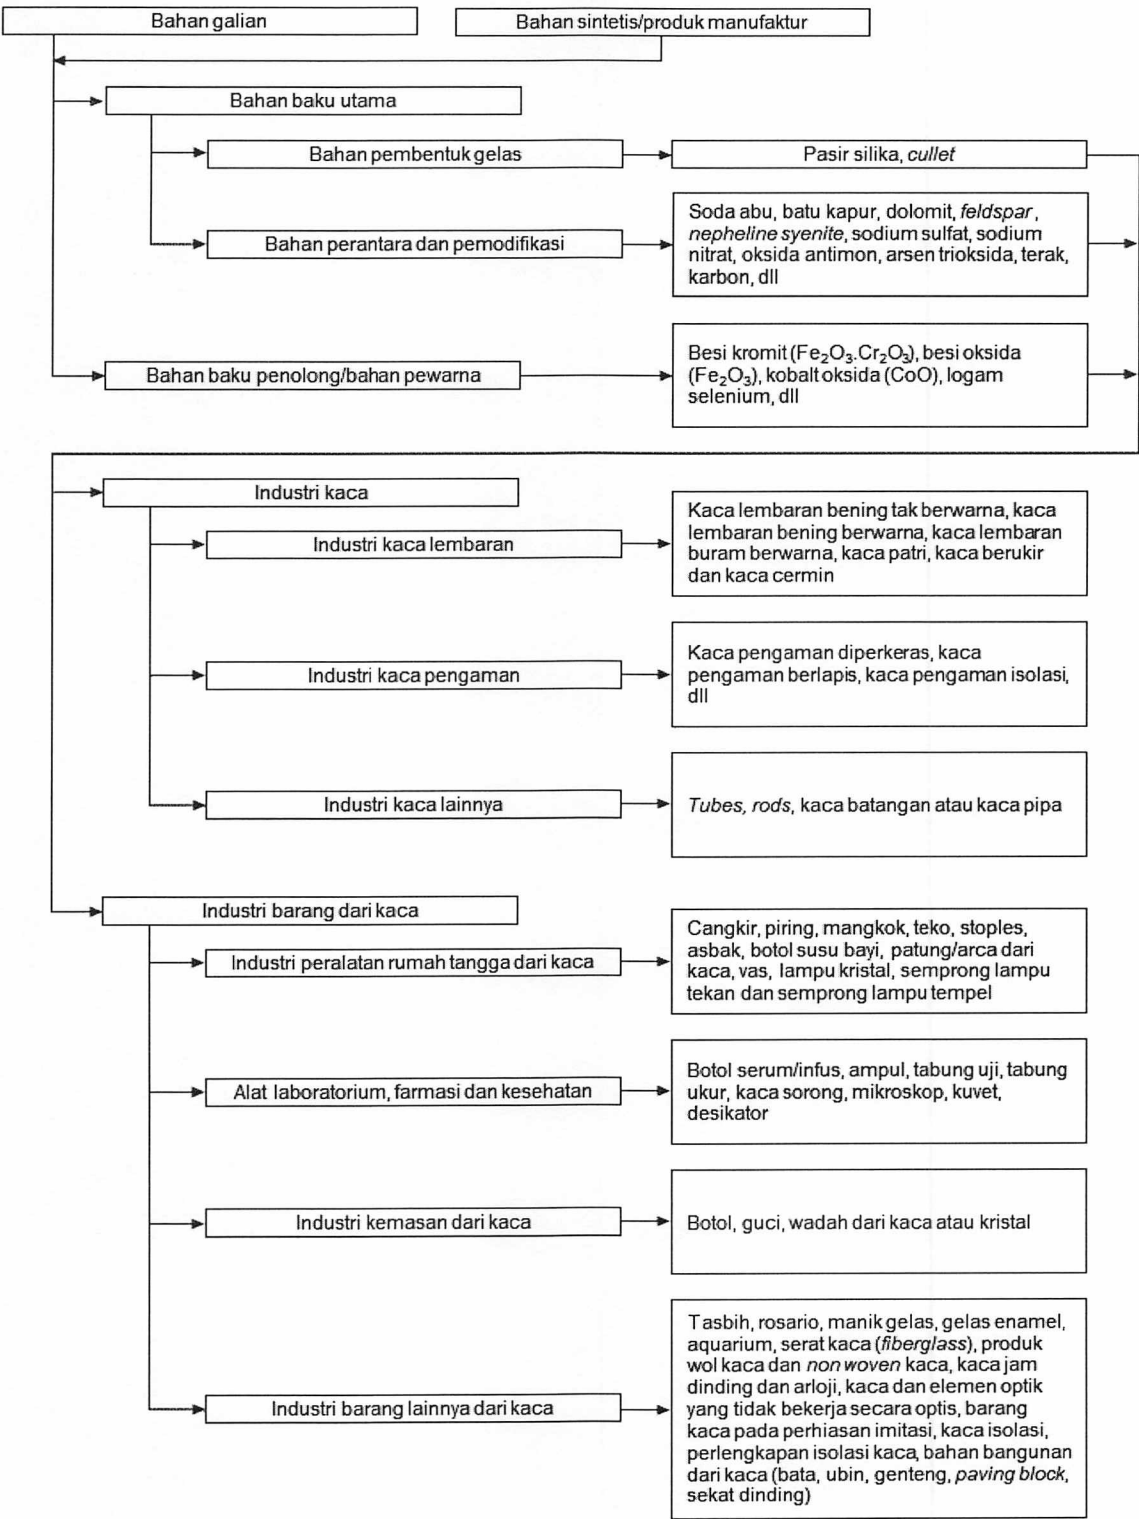 Bahan galian
Bahan sintetis/produk manufaktur
Bahan baku utama
Bahan pembentuk gelas
Pasir silika, cullet
Bahan perantara dan pemodifikasi
Soda abu, batu kapur, dolomit, feldspar,
nepheline syenite, sodium sulfat, sodium
nitrat, oksida antimon, arsen trioksida, terak,
karbon, dll
Bahan baku penolong/bahan pewarna
Besi kromit (Fe₂O₃.Cr₂O₃), besi oksida
(Fe₂O₃), kobalt oksida (CoO), logam
selenium, dll
Industri kaca
Industri kaca lembaran
Kaca lembaran bening tak berwarna, kaca
lembaran bening berwarna, kaca lembaran
buram berwarna, kaca patri, kaca berukir
dan kaca cermin
Industri kaca pengaman
Kaca pengaman diperkeras, kaca
pengaman berlapis, kaca pengaman isolasi,
dll
Industri kaca lainnya
Tubes, rods, kaca batangan atau kaca pipa
Industri barang dari kaca
Industri peralatan rumah tangga dari kaca
Cangkir, piring, mangkok, teko, stoples,
asbak, botol susu bayi, patung/arca dari
kaca, vas, lampu kristal, semprong lampu
tekan dan semprong lampu tempel
Alat laboratorium, farmasi dan kesehatan
Botol serum/infus, ampul, tabung uji, tabung
ukur, kaca sorong, mikroskop, kuvet,
desikator
Industri kemasan dari kaca
Botol, guci, wadah dari kaca atau kristal
Industri barang lainnya dari kaca
Tasbih, rosario, manik gelas, gelas enamel,
aquarium, serat kaca (fiberglass), produk
wol kaca dan non woven kaca, kaca jam
dinding dan arloji, kaca dan elemen optik
yang tidak bekerja secara optis, barang
kaca pada perhiasan imitasi, kaca isolasi,
perlengkapan isolasi kaca, bahan bangunan
dari kaca (bata, ubin, genteng, paving block,
sekat dinding)